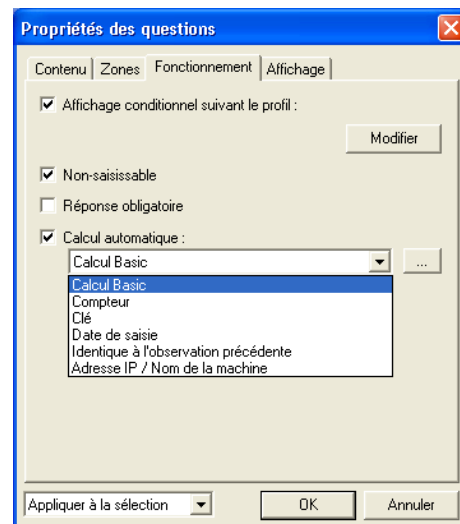 Propriétés des questions
Contenu Zones Fonctionnement Affichage
Affichage conditionnel suivant le profil :
Modifier
Non-saisissable
Réponse obligatoire
Calcul automatique :
Calcul Basic ...
Calcul Basic
Compteur
Clé
Date de saisie
Identique à l'observation précédente
Adresse IP / Nom de la machine
Appliquer à la sélection OK Annuler